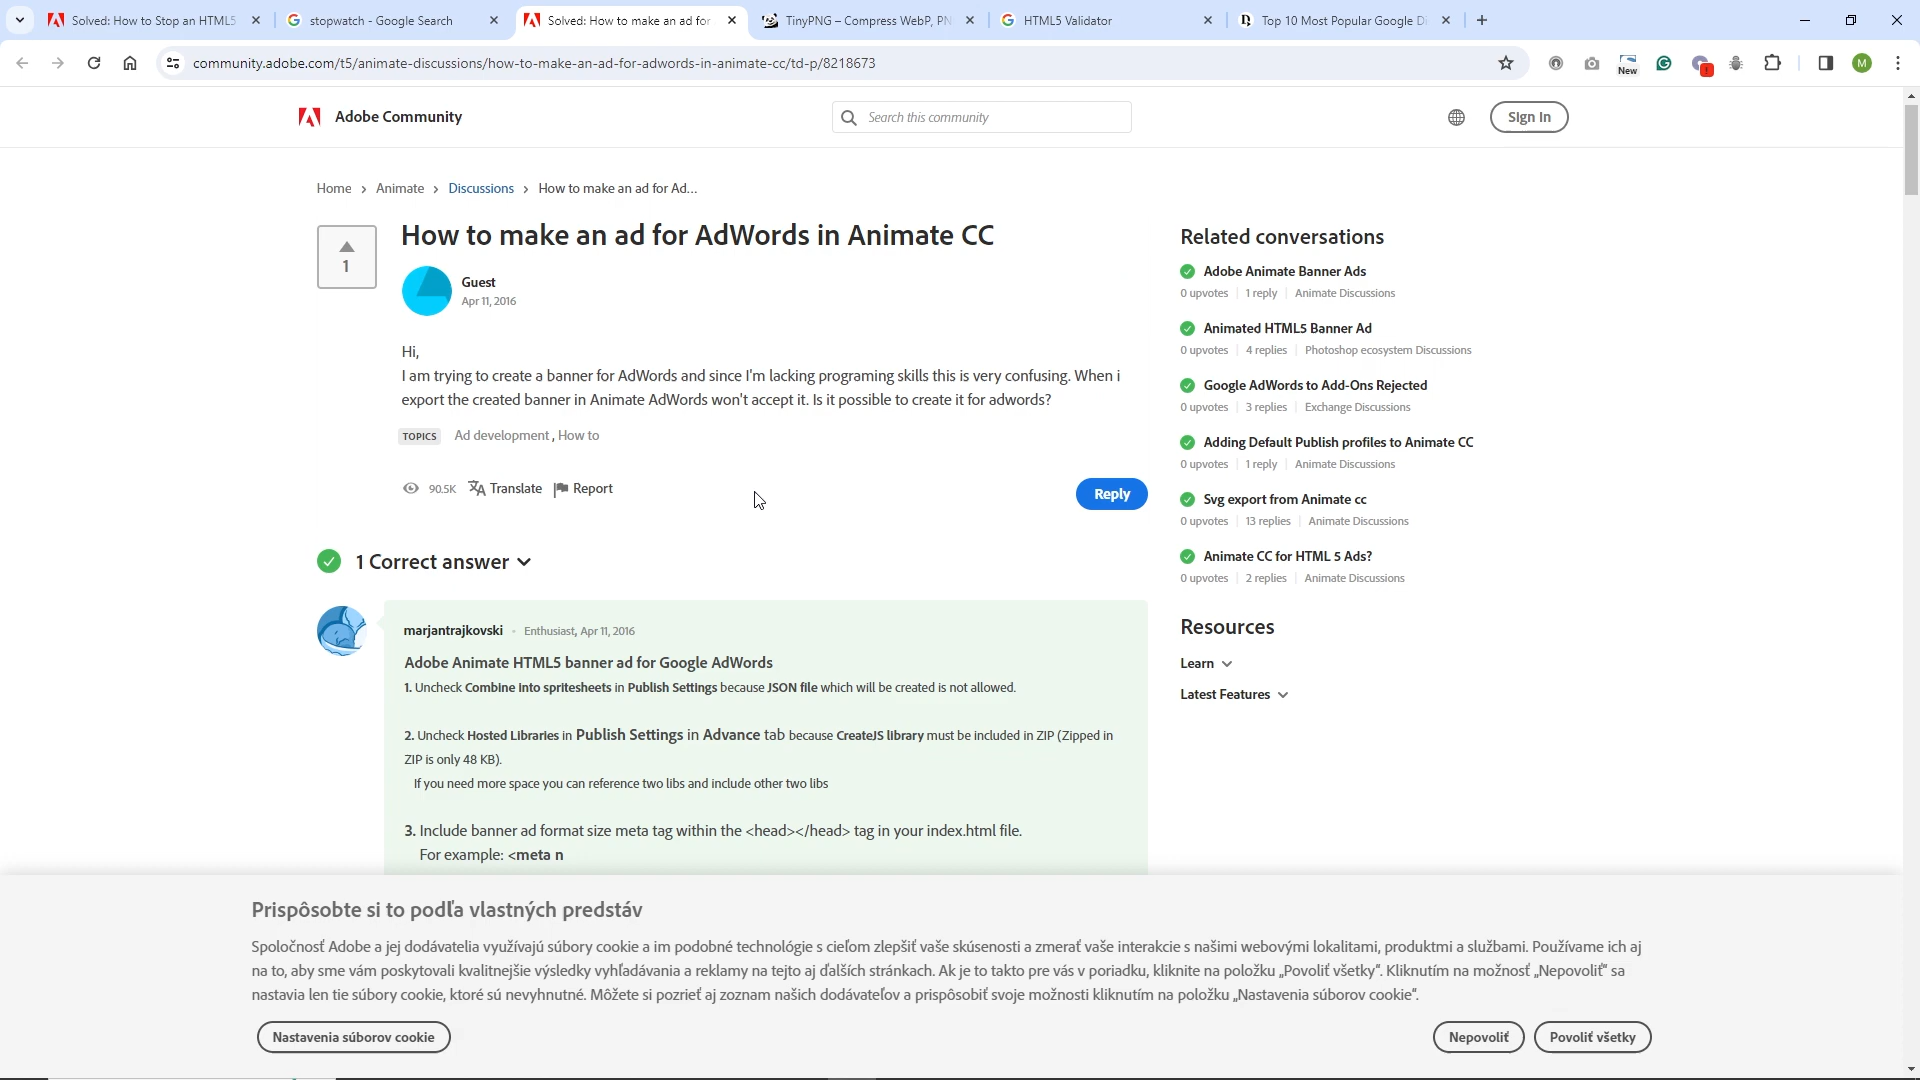 Solved: How to Stop an HTML5
stopwatch - Google Search
Solved: How to make an ad for
TinyPNG – Compress WebP, PN
HTML5 Validator
Top 10 Most Popular Google Di
community.adobe.com/t5/animate-discussions/how-to-make-an-ad-for-adwords-in-animate-cc/td-p/8218673
New
M
Adobe Community
Search this community
Sign In
Home > Animate > Discussions > How to make an ad for Ad...
1
How to make an ad for AdWords in Animate CC
Guest
Apr 11, 2016
Hi,
I am trying to create a banner for AdWords and since I'm lacking programing skills this is very confusing. When i
export the created banner in Animate AdWords won't accept it. Is it possible to create it for adwords?
TOPICS Ad development , How to
90.5K Translate Report
Reply
1 Correct answer
marjantrajkovski • Enthusiast, Apr 11, 2016
Adobe Animate HTML5 banner ad for Google AdWords
1. Uncheck Combine into spritesheets in Publish Settings because JSON file which will be created is not allowed.
2. Uncheck Hosted Libraries in Publish Settings in Advance tab because CreateJS library must be included in ZIP (Zipped in
ZIP is only 48 KB).
If you need more space you can reference two libs and include other two libs
3. Include banner ad format size meta tag within the <head></head> tag in your index.html file.
For example: <meta n
Related conversations
Adobe Animate Banner Ads
0 upvotes | 1 reply | Animate Discussions
Animated HTML5 Banner Ad
0 upvotes | 4 replies | Photoshop ecosystem Discussions
Google AdWords to Add-Ons Rejected
0 upvotes | 3 replies | Exchange Discussions
Adding Default Publish profiles to Animate CC
0 upvotes | 1 reply | Animate Discussions
Svg export from Animate cc
0 upvotes | 13 replies | Animate Discussions
Animate CC for HTML 5 Ads?
0 upvotes | 2 replies | Animate Discussions
Resources
Learn
Latest Features
Prispôsobte si to podľa vlastných predstáv
Spoločnosť Adobe a jej dodávatelia využívajú súbory cookie a im podobné technológie s cieľom zlepšiť vaše skúsenosti a zmerať vaše interakcie s našimi webovými lokalitami, produktmi a službami. Používame ich aj
na to, aby sme vám poskytovali kvalitnejšie výsledky vyhľadávania a reklamy na tejto aj ďalších stránkach. Ak je to takto pre vás v poriadku, kliknite na položku „Povoliť všetky“. Kliknutím na možnosť „Nepovoliť“ sa
nastavia len tie súbory cookie, ktoré sú nevyhnutné. Môžete si pozrieť aj zoznam našich dodávateľov a prispôsobiť svoje možnosti kliknutím na položku „Nastavenia súborov cookie“.
Nastavenia súborov cookie
Nepovoliť
Povoliť všetky